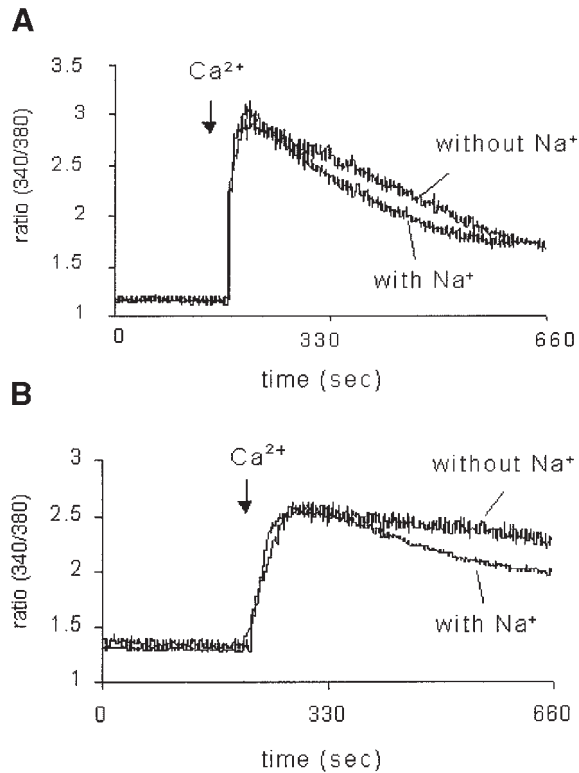 A
3.5
Ca²⁺
3
without Na⁺
2.5
ratio (340/380)
2
with Na⁺
1.5
1
0
330
660
time (sec)
B
3
Ca²⁺
without Na⁺
2.5
ratio (340/380)
2
with Na⁺
1.5
1
0
330
660
time (sec)